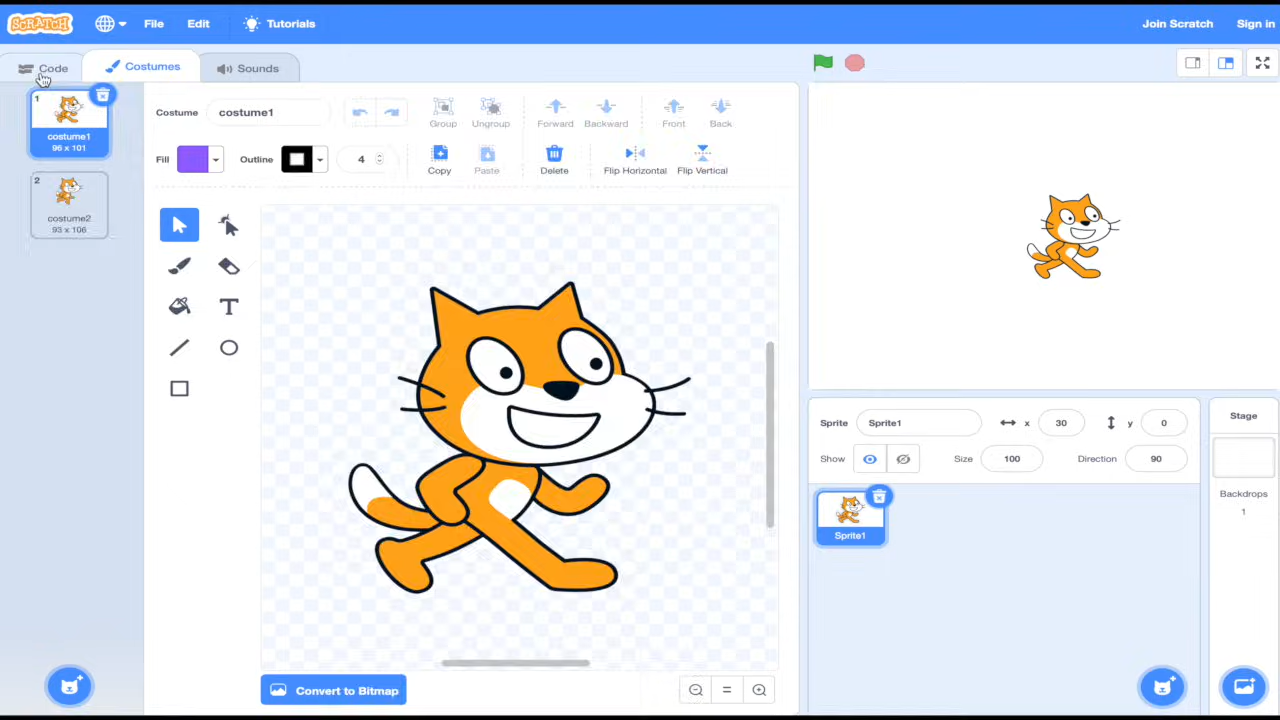 SCRATCH File Edit Tutorials Join Scratch Sign in
Code Costumes Sounds
1
costume1
96 x 101
2
costume2
93 x 106
Costume costume1 Group Ungroup Forward Backward Front Back
Fill Outline 4 Copy Paste Delete Flip Horizontal Flip Vertical
T
Convert to Bitmap
Sprite Sprite1 x 30 y 0
Show Size 100 Direction 90
Sprite1
Stage
Backdrops
1